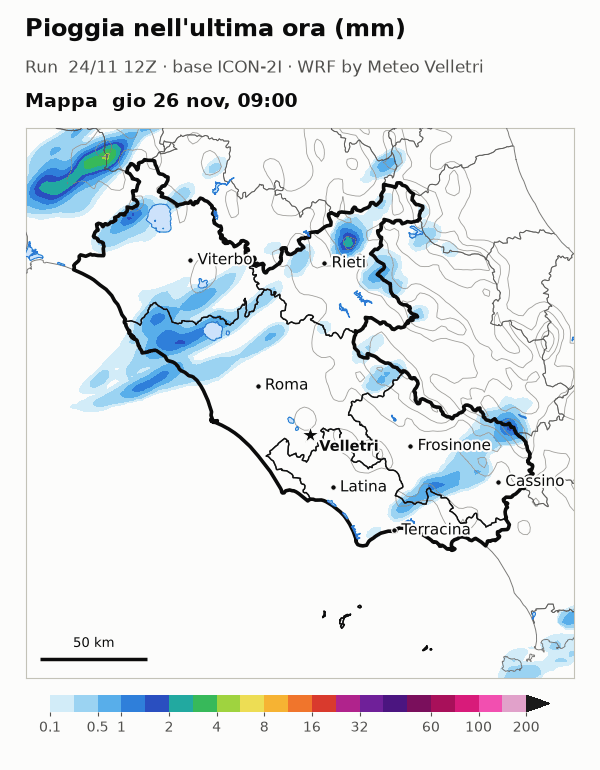 Pioggia nell'ultima ora (mm)
Run 24/11 12Z · base ICON-2I · WRF by Meteo Velletri
Mappa gio 26 nov, 09:00
Viterbo
Rieti
Roma
Velletri
Frosinone
Latina
Cassino
Terracina
50 km
0.1 0.5 1 2 4 8 16 32 60 100 200